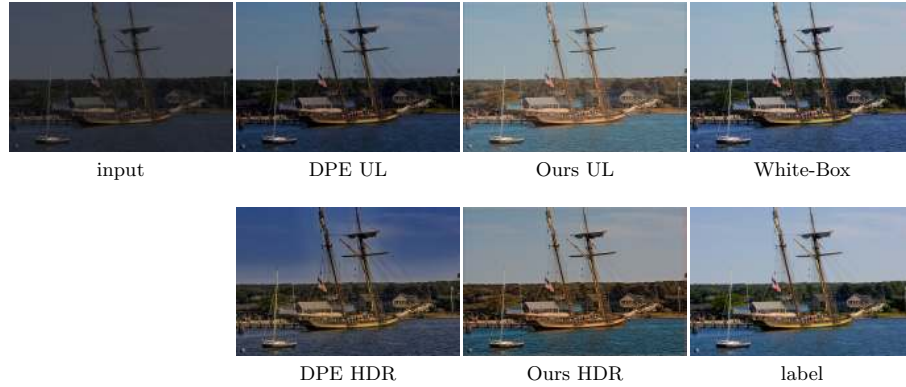 input
DPE UL
Ours UL
White-Box
DPE HDR
Ours HDR
label